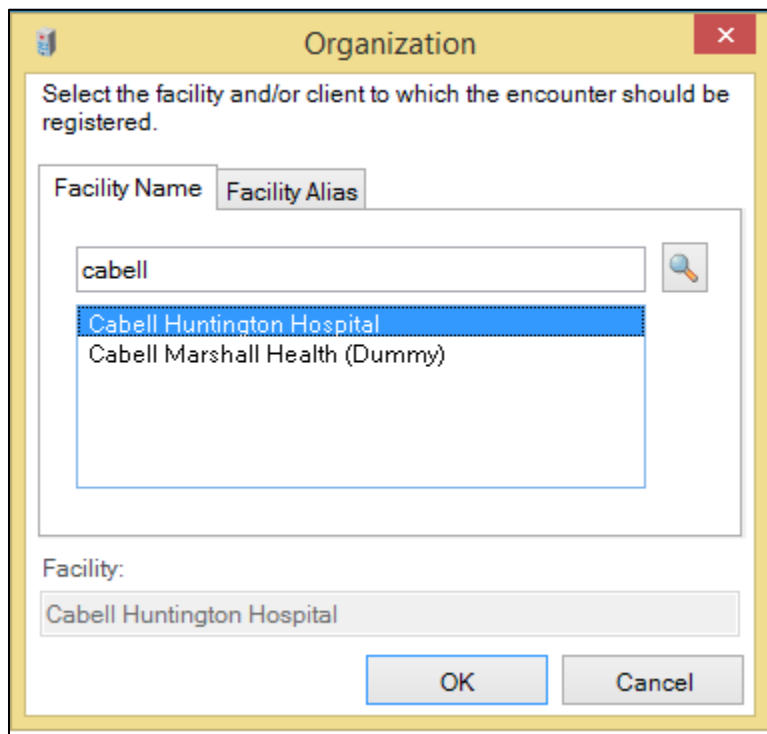 Organization
Select the facility and/or client to which the encounter should be
registered.
Facility Name
Facility Alias
cabell
Cabell Huntington Hospital
Cabell Marshall Health (Dummy)
Facility:
Cabell Huntington Hospital
OK
Cancel